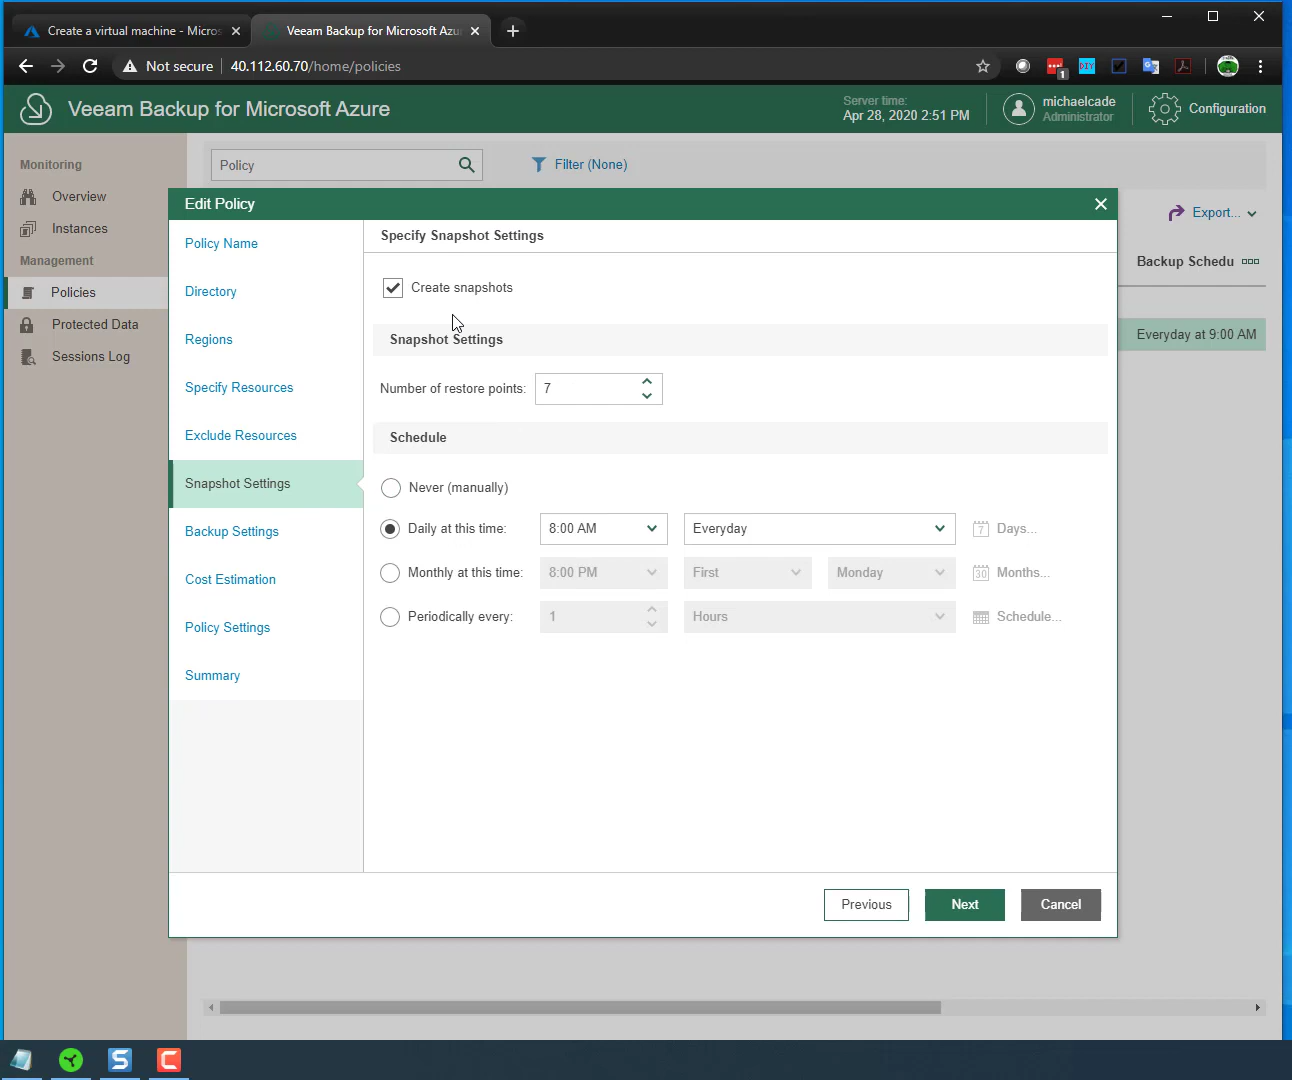 Create a virtual machine - Micros
Veeam Backup for Microsoft Azu
Not secure
40.112.60.70/home/policies
1
DIY
Veeam Backup for Microsoft Azure
Server time:
Apr 28, 2020 2:51 PM
michaelcade
Administrator
Configuration
Monitoring
Overview
Instances
Management
Policies
Protected Data
Sessions Log
Policy
Filter (None)
Export...
Backup Schedu
Everyday at 9:00 AM
Edit Policy
Policy Name
Directory
Regions
Specify Resources
Exclude Resources
Snapshot Settings
Backup Settings
Cost Estimation
Policy Settings
Summary
Specify Snapshot Settings
Create snapshots
Snapshot Settings
Number of restore points: 7
Schedule
Never (manually)
Daily at this time: 8:00 AM Everyday 7 Days...
Monthly at this time: 8:00 PM First Monday 30 Months...
Periodically every: 1 Hours Schedule...
Previous Next Cancel
S C